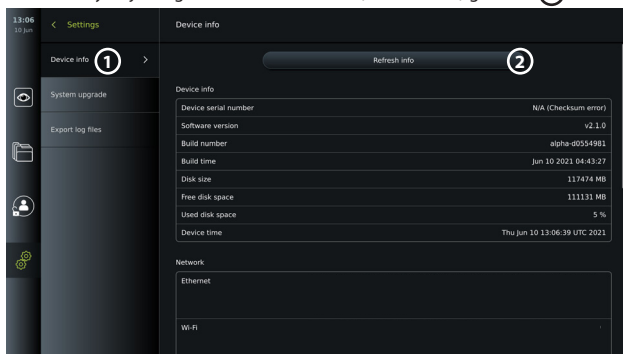 13:06
10 Jun
Settings
Device info
Device info
1
System upgrade
Export log files
Refresh info
2
Device info
Device serial number N/A (Checksum error)
Software version v2.1.0
Build number alpha-d0554981
Build time Jun 10 2021 04:43:27
Disk size 117474 MB
Free disk space 111131 MB
Used disk space 5 %
Device time Thu Jun 10 13:06:39 UTC 2021
Network
Ethernet
Wi-Fi